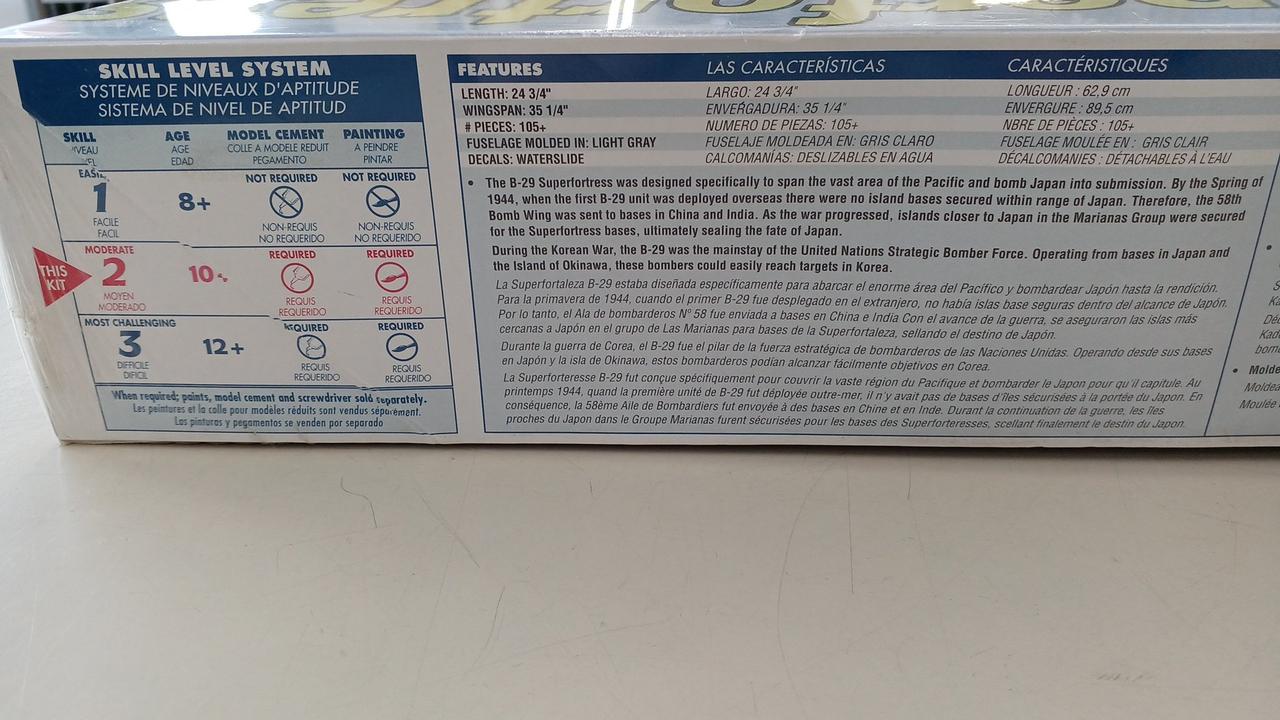 SKILL LEVEL SYSTEM
SYSTEME DE NIVEAUX D'APTITUDE
SISTEMA DE NIVEL DE APTITUD
SKILL AGE MODEL CEMENT PAINTING
AGE COLLE A MODELE REDUIT A PEINDRE
EDAD PEGAMENTO PINTAR
1 8+ NOT REQUIRED NOT REQUIRED
FACILE NON-REQUIS NON-REQUIS
FACIL NO REQUERIDO NO REQUERIDO
THIS KIT
MODERATE REQUIRED REQUIRED
2 10+
MOYEN REQUIS REQUIS
MODERADO REQUERIDO REQUERIDO
MOST CHALLENGING REQUIRED REQUIRED
3 12+
DIFFICILE REQUIS REQUIS
DIFICIL REQUERIDO REQUERIDO
When required; paints, model cement and screwdriver sold separately.
Les peintures et la colle pour modèles réduits sont vendus séparément.
Las pinturas y pegamentos se venden por separado
FEATURES LAS CARACTERÍSTICAS CARACTÉRISTIQUES
LENGTH: 24 3/4" LARGO: 24 3/4" LONGUEUR : 62,9 cm
WINGSPAN: 35 1/4" ENVERGADURA: 35 1/4" ENVERGURE : 89,5 cm
# PIECES: 105+ NUMERO DE PIEZAS: 105+ NBRE DE PIÈCES : 105+
FUSELAGE MOLDED IN: LIGHT GRAY FUSELAJE MOLDEADA EN: GRIS CLARO FUSELAGE MOULÉE EN : GRIS CLAIR
DECALS: WATERSLIDE CALCOMANÍAS: DESLIZABLES EN AGUA DÉCALCOMANIES : DÉTACHABLES À L'EAU
• The B-29 Superfortress was designed specifically to span the vast area of the Pacific and bomb Japan into submission. By the Spring of
1944, when the first B-29 unit was deployed overseas there were no island bases secured within range of Japan. Therefore, the 58th
Bomb Wing was sent to bases in China and India. As the war progressed, islands closer to Japan in the Marianas Group were secured
for the Superfortress bases, ultimately sealing the fate of Japan.
During the Korean War, the B-29 was the mainstay of the United Nations Strategic Bomber Force. Operating from bases in Japan and
the Island of Okinawa, these bombers could easily reach targets in Korea.
La Superfortaleza B-29 estaba diseñada específicamente para abarcar el enorme área del Pacífico y bombardear Japón hasta la rendición.
Para la primavera de 1944, cuando el primer B-29 fue desplegado en el extranjero, no había islas base seguras dentro del alcance de Japón.
Por tener al ala de bombarderos Nº 58 fue enviada a bases en China e India Con el avance de la guerra, se aseguraron las islas más
cercanas a Japón en el grupo de Las Marianas para bases de la Superfortaleza, sellando el destino de Japón.
Durante la guerra de Corea, el B-29 fue el pilar de la fuerza estratégica de bombarderos de las Naciones Unidas. Operando desde sus bases
en Japón y la Isla de Okinawa, estos bombarderos podían alcanzar fácilmente objetivos en Corea.
La Superforteresse B-29 fut conçue spécifiquement pour couvrir la vaste région du Pacifique et bombarder le Japon pour qu'il capitule. Au
printemps 1944, quand la première unité de B-29 fut déployée outre-mer, il n'y avait pas de bases d'îles sécurisées à la portée du Japon. En
conséquence, la 58ème Aile de Bombardiers fut envoyée à des bases en Chine et en Inde. Durant la continuation de la guerre, les îles
proches du Japon dans le Groupe Marianas furent sécurisées pour les bases des Superforteresses, scellant finalement le destin du Japon.